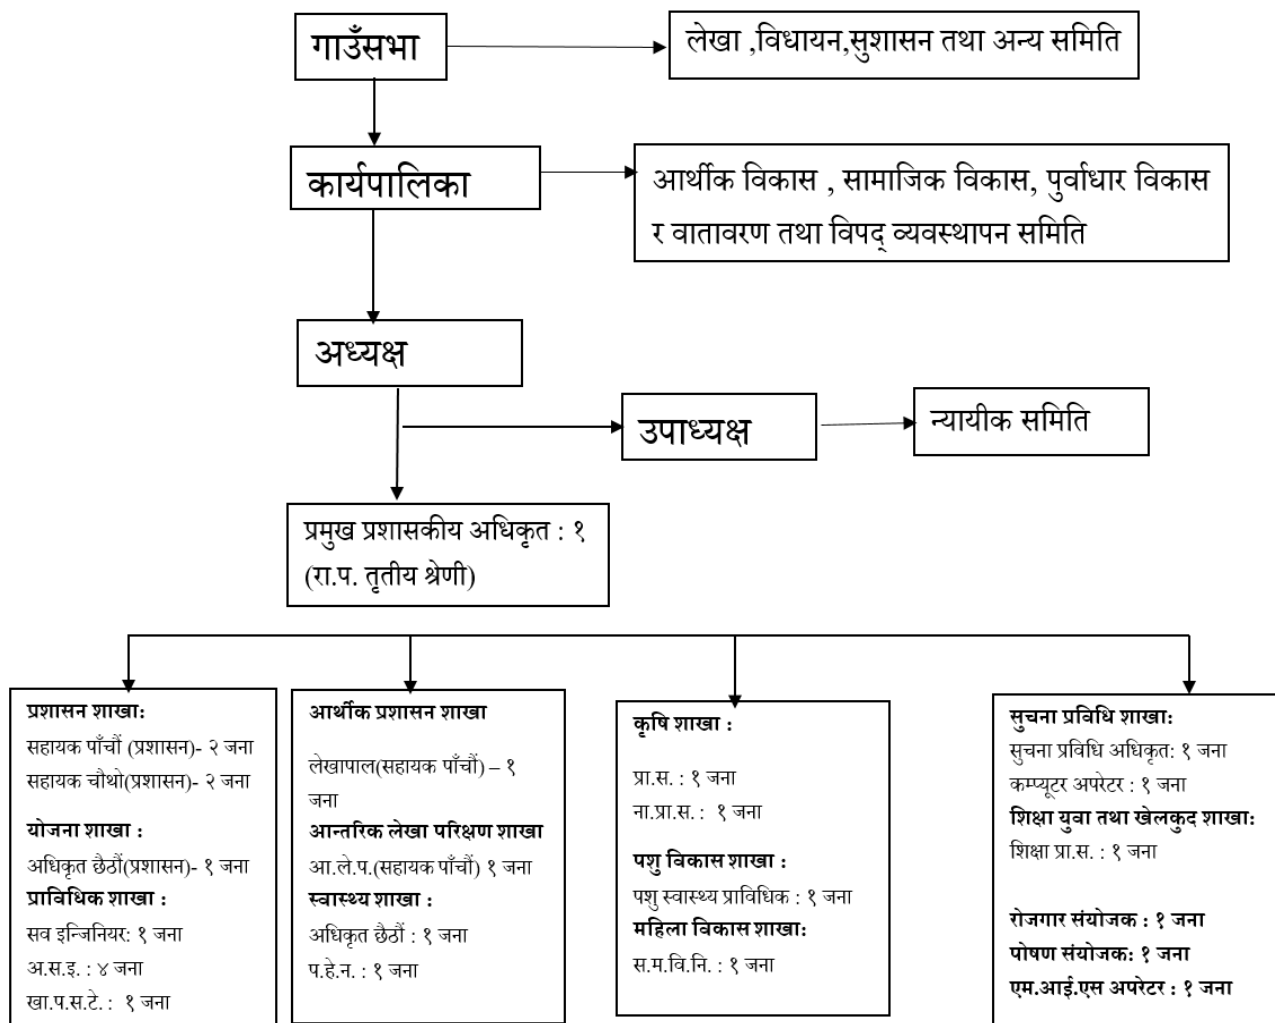 गाउँसभा
लेखा ,विधायन,सुशासन तथा अन्य समिति
कार्यपालिका
आर्थीक विकास , सामाजिक विकास, पुर्वाधार विकास
र वातावरण तथा विपद् व्यवस्थापन समिति
अध्यक्ष
उपाध्यक्ष
न्यायीक समिति
प्रमुख प्रशासकीय अधिकृत : १
(रा.प. तृतीय श्रेणी)
प्रशासन शाखाः
सहायक पाँचौं (प्रशासन)- २ जना
सहायक चौथो(प्रशासन)- २ जना
योजना शाखा :
अधिकृत छैठौं(प्रशासन)- १ जना
प्राविधिक शाखा :
सव इन्जिनियर: १ जना
अ.स.इ. : ४ जना
खा.प.स.टे. :  १ जना
आर्थीक प्रशासन शाखा
लेखापाल(सहायक पाँचौं) – १
जना
आन्तरिक लेखा परिक्षण शाखा
आ.ले.प.(सहायक पाँचौं) १ जना
स्वास्थ्य शाखा :
अधिकृत छैठौं : १ जना
प.हे.न. : १ जना
कृषि शाखा :
प्रा.स. : १ जना
ना.प्रा.स. :  १ जना
पशु विकास शाखा :
पशु स्वास्थ्य प्राविधिक : १ जना
महिला विकास शाखा:
स.म.वि.नि. : १ जना
सुचना प्रविधि शाखा:
सुचना प्रविधि अधिकृत: १ जना
कम्प्यूटर अपरेटर : १ जना
शिक्षा युवा तथा खेलकुद शाखा:
शिक्षा प्रा.स. : १ जना
रोजगार संयोजक : १ जना
पोषण संयोजक: १ जना
एम.आई.एस अपरेटर : १ जना